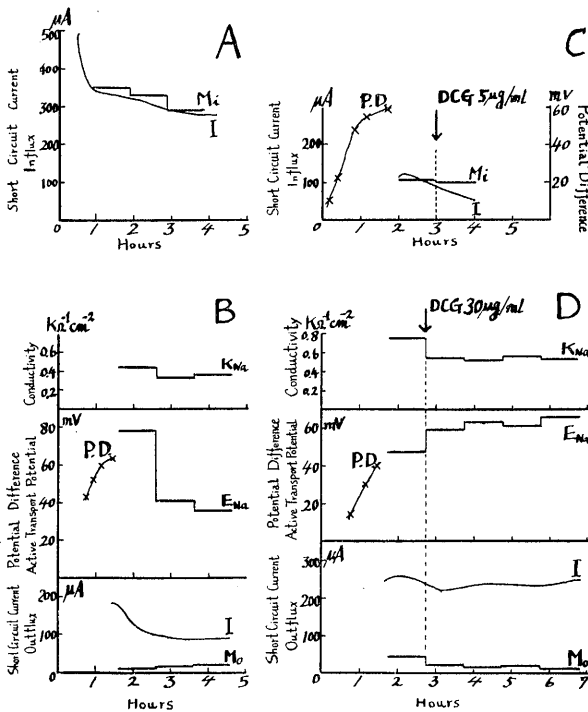 A
μA
500
400
300
200
100
0
1
2
3
4
5
Hours
Short Circuit Current
Influx
Mi
I
C
μA
P.D.
DCG 5μg/ml
mV
200
100
0
60
40
20
1
2
3
4
5
Hours
Short Circuit Current
Influx
Potential Difference
Mi
I
B
KΩ⁻¹cm⁻²
0.6
0.4
0.2
Conductivity
KNa
mV
80
60
40
P.D.
Potential Difference
Active Transport Potential
ENa
μA
200
100
0
Short Circuit Current
Outflux
I
Mo
1
2
3
4
5
Hours
D
DCG 30μg/ml
KΩ⁻¹cm⁻²
0.8
0.6
0.4
0.2
Conductivity
KNa
mV
60
40
20
P.D.
Potential Difference
Active Transport Potential
ENa
μA
300
200
100
0
Short Circuit Current
Outflux
I
Mo
1
2
3
4
5
6
7
Hours